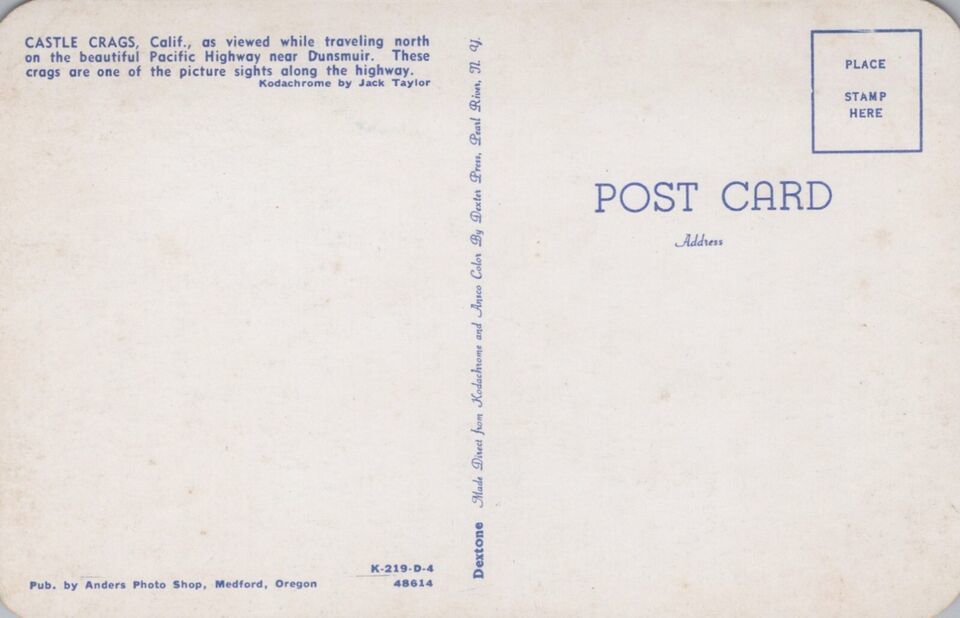 CASTLE CRAGS, Calif., as viewed while traveling north
on the beautiful Pacific Highway near Dunsmuir. These
crags are one of the picture sights along the highway.
Kodachrome by Jack Taylor
K-219-D-4
Pub. by Anders Photo Shop, Medford, Oregon 48614
Dextone Made Direct from Kodachrome and Ansco Color By Dexter Press, Pearl River, N. Y.
PLACE
STAMP
HERE
POST CARD
Address